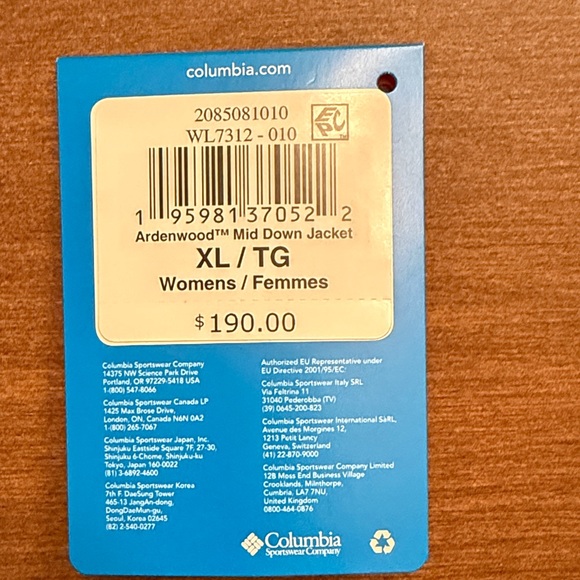 columbia.com
2085081010
WL7312 - 010
EPC™
1 95981 37052 2
Ardenwood™ Mid Down Jacket
XL / TG
Womens / Femmes
$190.00
Columbia Sportswear Company
14375 NW Science Park Drive
Portland, OR 97229-5418 USA
1-(800) 547-8066
Columbia Sportswear Canada LP
1425 Max Brose Drive,
London, ON, Canada N6N 0A2
1-(800) 265-7067
Columbia Sportswear Japan, Inc.
Shinjuku Eastside Square 7F, 27-30,
Shinjuku 6-Chome, Shinjuku-ku
Tokyo, Japan 160-0022
(81) 3-6892-4600
Columbia Sportswear Korea
7th F. DaeSung Tower
465-13 JangAn-dong,
DongDaeMun-gu,
Seoul, Korea 02645
(82) 2-540-0277
Authorized EU Representative under
EU Directive 2001/95/EC:
Columbia Sportswear Italy SRL
Via Feltrina 11
31040 Pederobba (TV)
(39) 0645-200-823
Columbia Sportswear International SàRL,
Avenue des Morgines 12,
1213 Petit Lancy
Geneva, Switzerland
(41) 22-870-9000
Columbia Sportswear Company Limited
12B Moss End Business Village
Crooklands, Milnthorpe,
Cumbria, LA7 7NU,
United Kingdom
0800-464-0876
Columbia
Sportswear Company